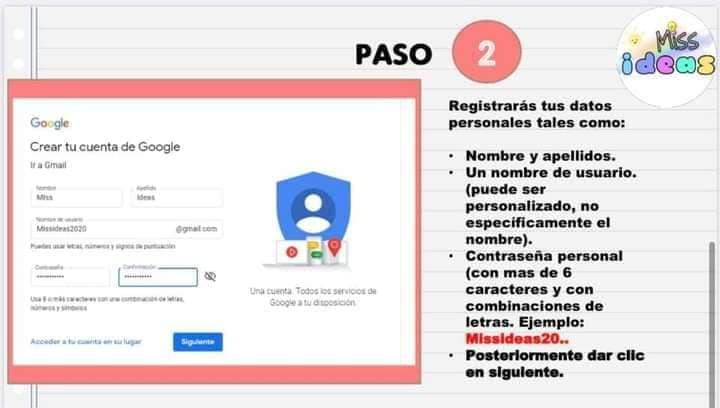 PASO 2
Miss
ideas
Google
Crear tu cuenta de Google
Ir a Gmail
Nombre
Miss
Apellido
Ideas
Nombre de usuario
Missideas2020
@gmail.com
Puedes usar letras, números y signos de puntuación
Contraseña
Confirmación
Usa 8 o más caracteres con una combinación de letras,
números y símbolos
Acceder a tu cuenta en su lugar
Siguiente
Una cuenta. Todos los servicios de
Google a tu disposición.
Registrarás tus datos
personales tales como:
• Nombre y apellidos.
• Un nombre de usuario.
(puede ser
personalizado, no
específicamente el
nombre).
• Contraseña personal
(con mas de 6
caracteres y con
combinaciones de
letras. Ejemplo:
Missideas20..
• Posteriormente dar clic
en siguiente.